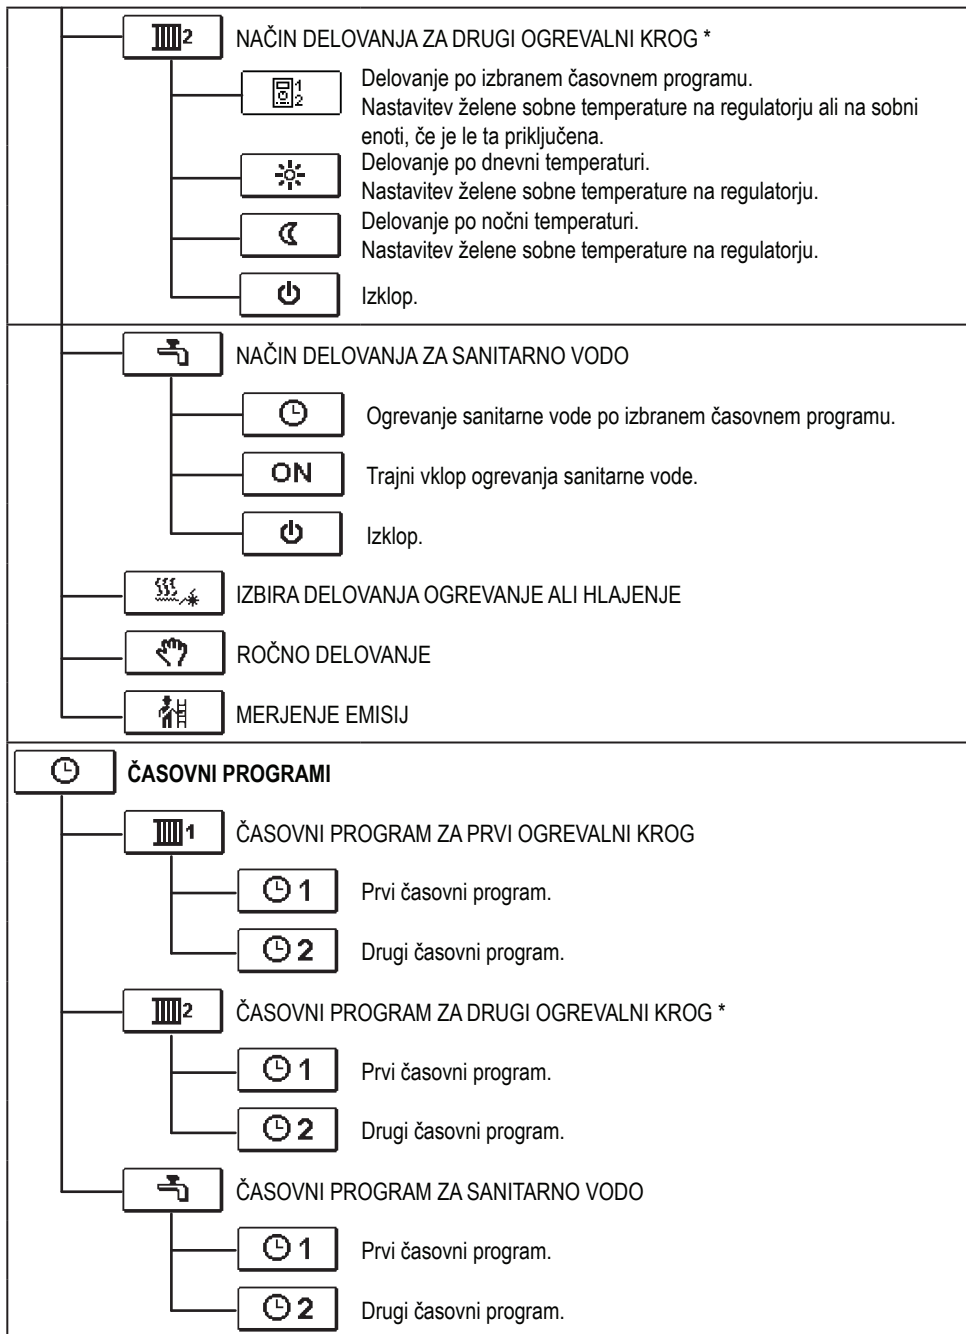 2 NAČIN DELOVANJA ZA DRUGI OGREVALNI KROG *
1
2
Delovanje po izbranem časovnem programu.
Nastavitev želene sobne temperature na regulatorju ali na sobni
enoti, če je le ta priključena.
Delovanje po dnevni temperaturi.
Nastavitev želene sobne temperature na regulatorju.
Delovanje po nočni temperaturi.
Nastavitev želene sobne temperature na regulatorju.
Izklop.
NAČIN DELOVANJA ZA SANITARNO VODO
Ogrevanje sanitarne vode po izbranem časovnem programu.
ON Trajni vklop ogrevanja sanitarne vode.
Izklop.
IZBIRA DELOVANJA OGREVANJE ALI HLAJENJE
ROČNO DELOVANJE
MERJENJE EMISIJ
ČASOVNI PROGRAMI
1 ČASOVNI PROGRAM ZA PRVI OGREVALNI KROG
1 Prvi časovni program.
2 Drugi časovni program.
2 ČASOVNI PROGRAM ZA DRUGI OGREVALNI KROG *
1 Prvi časovni program.
2 Drugi časovni program.
ČASOVNI PROGRAM ZA SANITARNO VODO
1 Prvi časovni program.
2 Drugi časovni program.